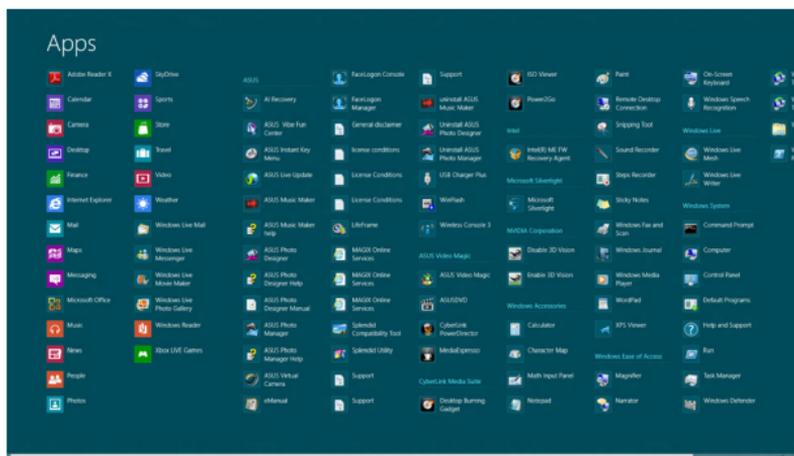 Apps
Adobe Reader X
Calendar
Camera
Desktop
Finance
Internet Explorer
Mail
Maps
Messaging
Microsoft Office
Music
News
People
Photos
SkyDrive
Sports
Store
Travel
Video
Weather
Windows Live Mail
Windows Live
Messenger
Windows Live
Movie Maker
Windows Live
Photo Gallery
Windows Reader
Xbox LIVE Games
ASUS
AI Recovery
ASUS Vibe Fun
Center
ASUS Instant Key
Menu
ASUS Live Update
ASUS Music Maker
ASUS Music Maker
help
ASUS Photo
Designer
ASUS Photo
Designer Help
ASUS Photo
Designer Manual
ASUS Photo
Manager
ASUS Photo
Manager Help
ASUS Virtual
Camera
eManual
FaceLogon Console
FaceLogon
Manager
General disclaimer
license conditions
License Conditions
License Conditions
LifeFrame
MAGIX Online
Services
MAGIX Online
Services
MAGIX Online
Services
Splendid
Compatibility Tool
Splendid Utility
Support
Support
Support
uninstall ASUS
Music Maker
Uninstall ASUS
Photo Designer
Uninstall ASUS
Photo Manager
USB Charger Plus
WinFlash
Wireless Console 3
ASUS Video Magic
ASUS Video Magic
ASUSDVD
CyberLink
PowerDirector
MediaEspresso
CyberLink Media Suite
Desktop Burning
Gadget
ISO Viewer
Power2Go
Intel
Intel(R) ME FW
Recovery Agent
Microsoft Silverlight
Microsoft
Silverlight
NVIDIA Corporation
Disable 3D Vision
Enable 3D Vision
Windows Accessories
Calculator
Character Map
Math Input Panel
Notepad
Paint
Remote Desktop
Connection
Snipping Tool
Sound Recorder
Steps Recorder
Sticky Notes
Windows Fax and
Scan
Windows Journal
Windows Media
Player
WordPad
XPS Viewer
Windows Ease of Access
Magnifier
Narrator
On-Screen
Keyboard
Windows Speech
Recognition
Windows Live
Windows Live
Mesh
Windows Live
Writer
Windows System
Command Prompt
Computer
Control Panel
Default Programs
Help and Support
Run
Task Manager
Windows Defender